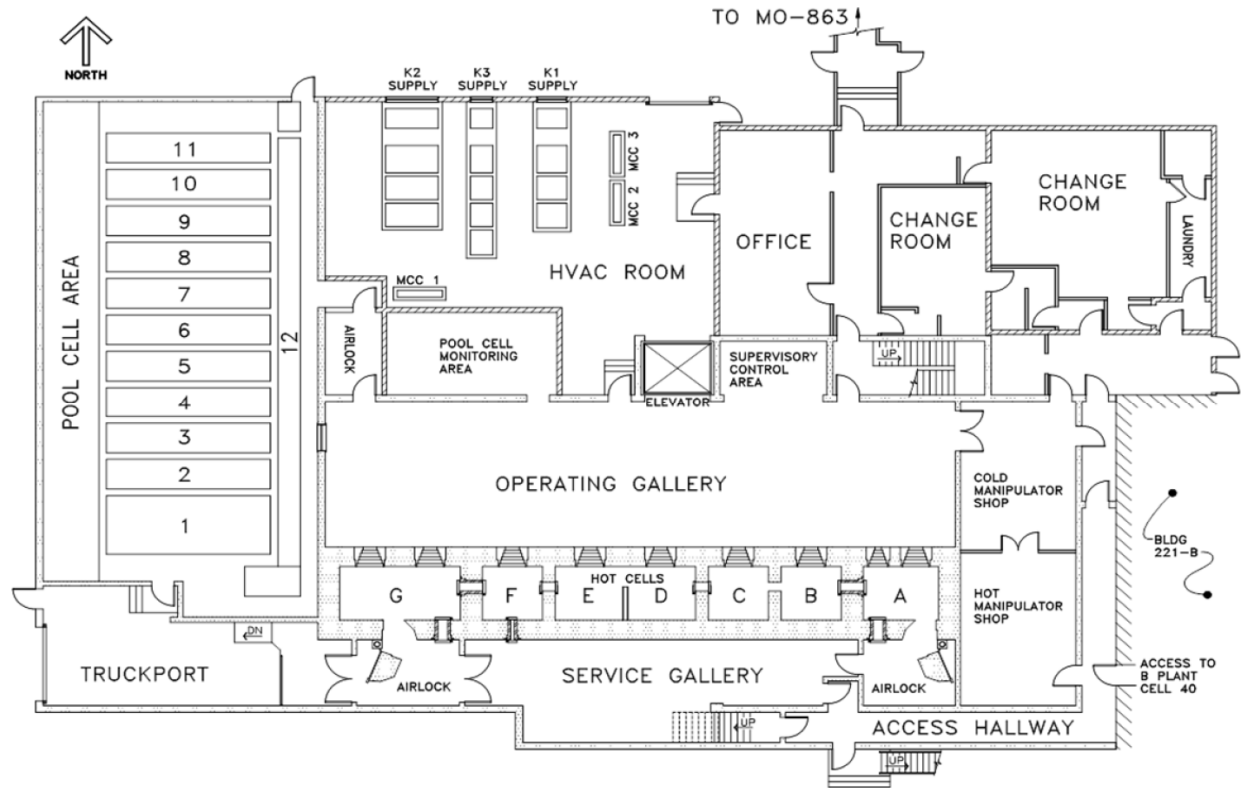 TO MO-863
NORTH
K2
SUPPLY
K3
SUPPLY
K1
SUPPLY
MCC 3
MCC 2
MCC 1
HVAC ROOM
OFFICE
CHANGE
ROOM
CHANGE
ROOM
LAUNDRY
POOL CELL AREA
11
10
9
8
7
6
5
4
3
2
1
12
AIRLOCK
POOL CELL
MONITORING
AREA
ELEVATOR
SUPERVISORY
CONTROL
AREA
UP
OPERATING GALLERY
COLD
MANIPULATOR
SHOP
BLDG
221-B
HOT CELLS
G
F
E
D
C
B
A
HOT
MANIPULATOR
SHOP
DN
TRUCKPORT
AIRLOCK
SERVICE GALLERY
AIRLOCK
ACCESS TO
B PLANT
CELL 40
UP
ACCESS HALLWAY
UP